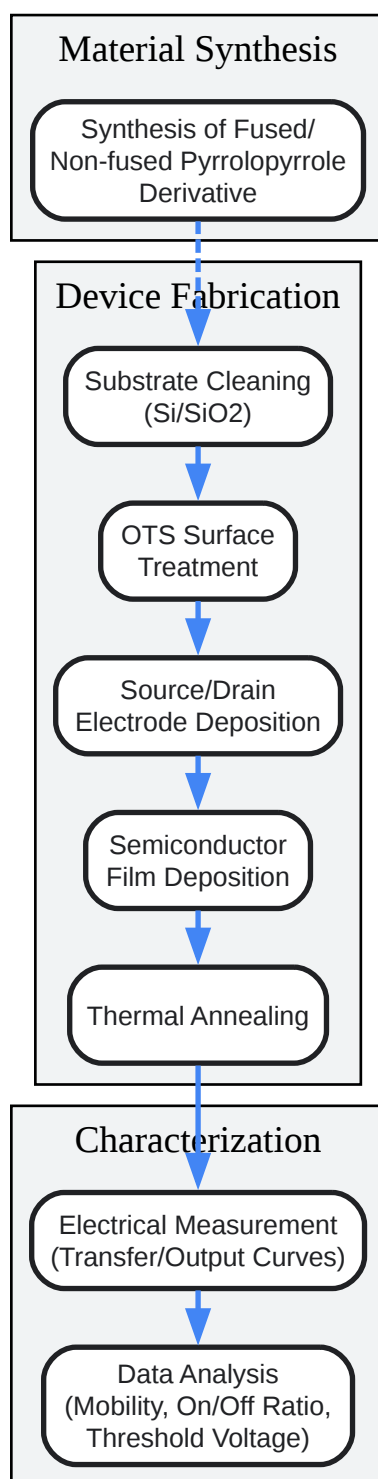 Material Synthesis
Synthesis of Fused/
Non-fused Pyrrolopyrrole
Derivative
Device Fabrication
Substrate Cleaning
(Si/SiO2)
OTS Surface
Treatment
Source/Drain
Electrode Deposition
Semiconductor
Film Deposition
Thermal Annealing
Characterization
Electrical Measurement
(Transfer/Output Curves)
Data Analysis
(Mobility, On/Off Ratio,
Threshold Voltage)